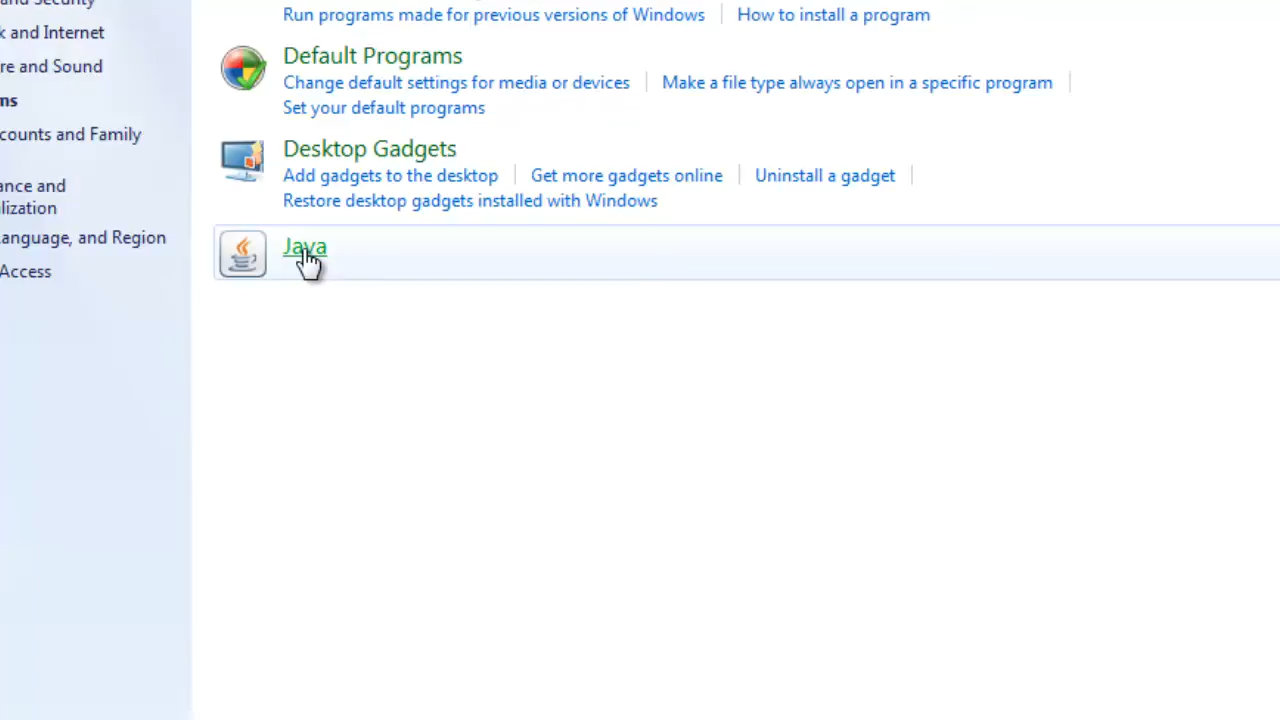 and Security
k and Internet
re and Sound
ms
counts and Family
ance and
lization
anguage, and Region
Access
Run programs made for previous versions of Windows
How to install a program
Default Programs
Change default settings for media or devices
Make a file type always open in a specific program
Set your default programs
Desktop Gadgets
Add gadgets to the desktop
Get more gadgets online
Uninstall a gadget
Restore desktop gadgets installed with Windows
Java